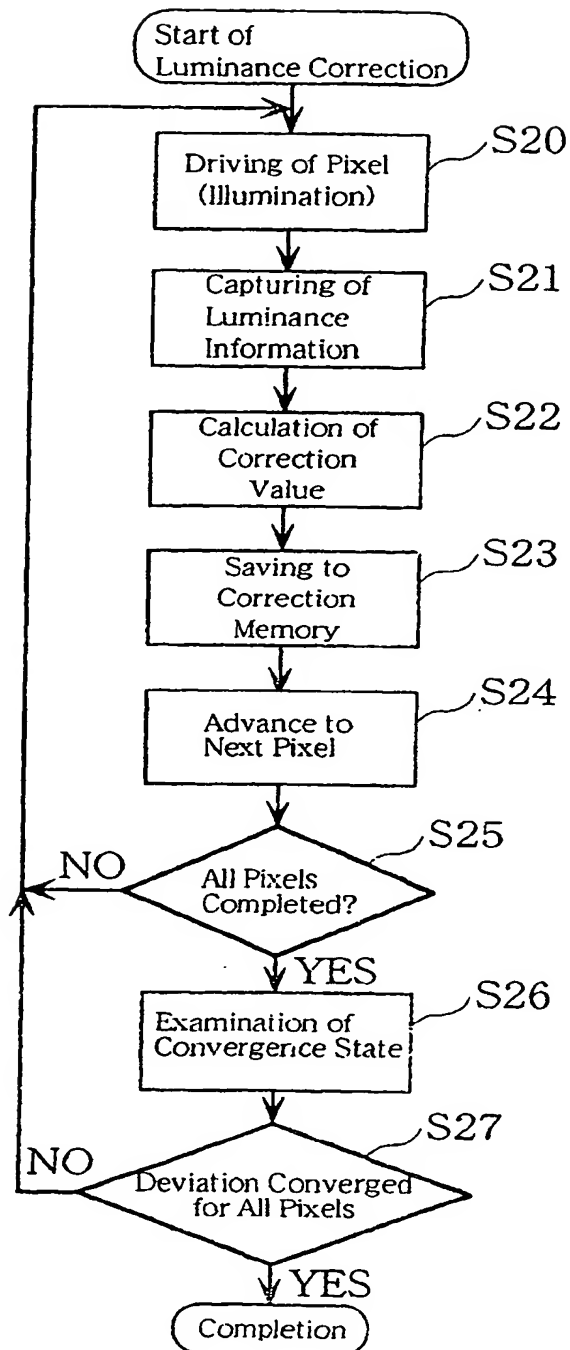 Start of
Luminance Correction
S20
Driving of Pixel
(Illumination)
S21
Capturing of
Luminance
Information
S22
Calculation of
Correction
Value
S23
Saving to
Correction
Memory
S24
Advance to
Next Pixel
S25
NO
All Pixels
Completed?
YES
S26
Examination of
Convergence State
S27
NO
Deviation Converged
for All Pixels
YES
Completion